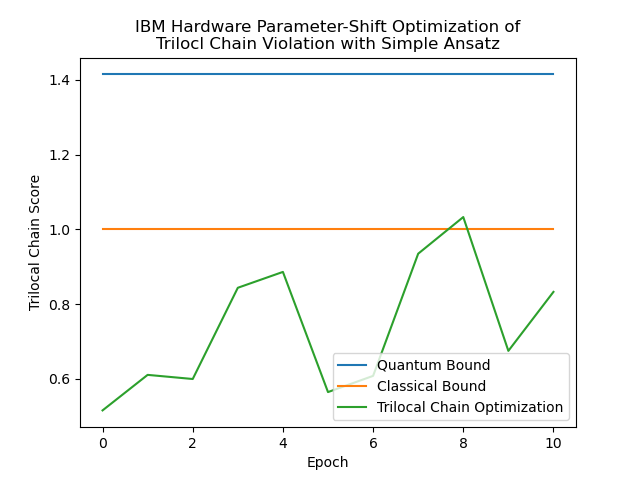 IBM Hardware Parameter-Shift Optimization of
Trilocl Chain Violation with Simple Ansatz
1.4
1.2
1.0
0.8
0.6
Trilocal Chain Score
Quantum Bound
Classical Bound
Trilocal Chain Optimization
0 2 4 6 8 10
Epoch